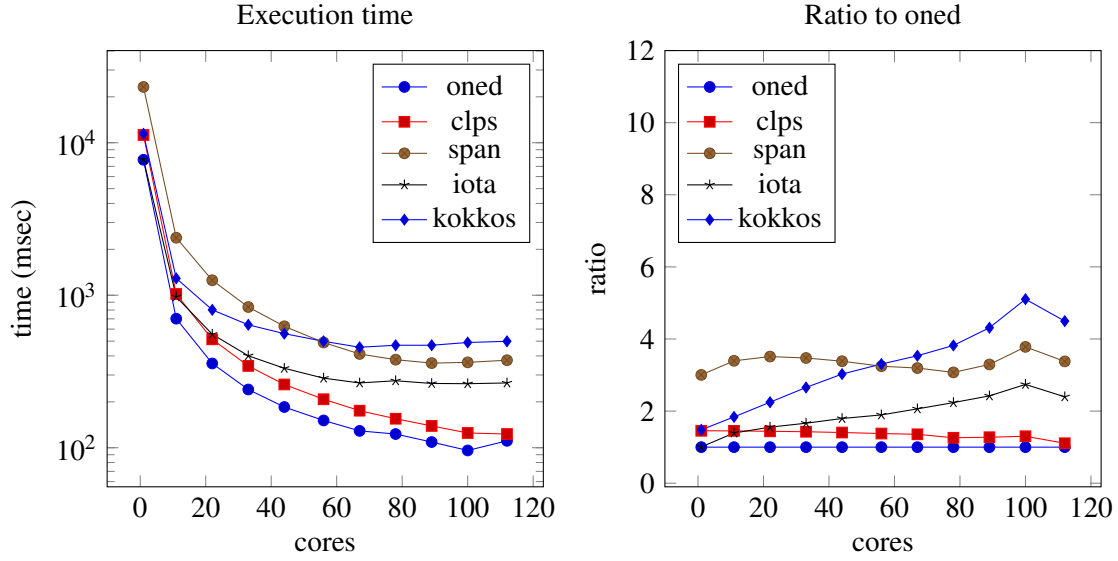 Execution time
10^4
10^3
10^2
0 20 40 60 80 100 120
time (msec)
cores
oned
clps
span
iota
kokkos
Ratio to oned
12
10
8
6
4
2
0
0 20 40 60 80 100 120
ratio
cores
oned
clps
span
iota
kokkos